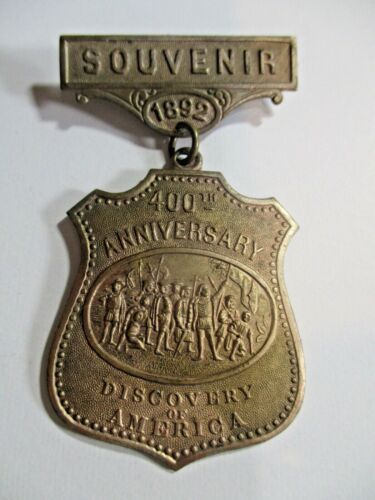 SOUVENIR
1892
400TH
ANNIVERSARY
DISCOVERY
OF
AMERICA